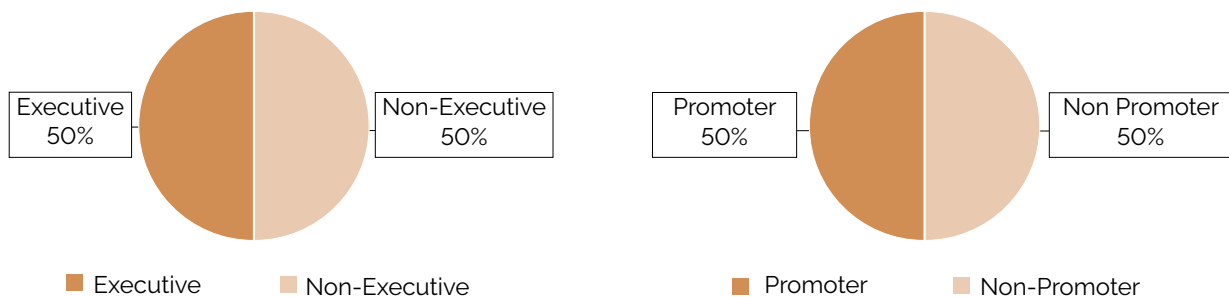 Executive
50%
Non-Executive
50%
Executive
Non-Executive
Promoter
50%
Non Promoter
50%
Promoter
Non-Promoter